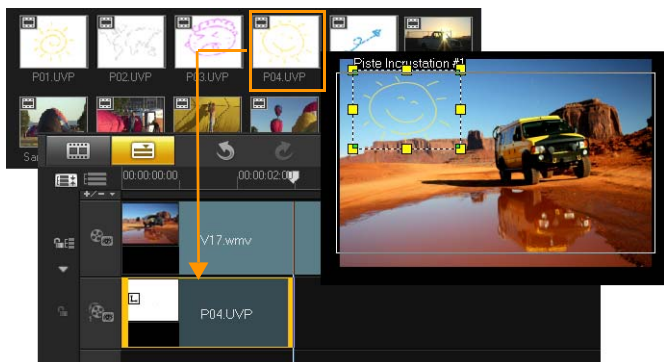 P01.UVP P02.UVP P03.UVP P04.UVP
Piste Incrustation #1
Sa
00:00:00:00 00:00:02:00
V17.wmv
P04.UVP